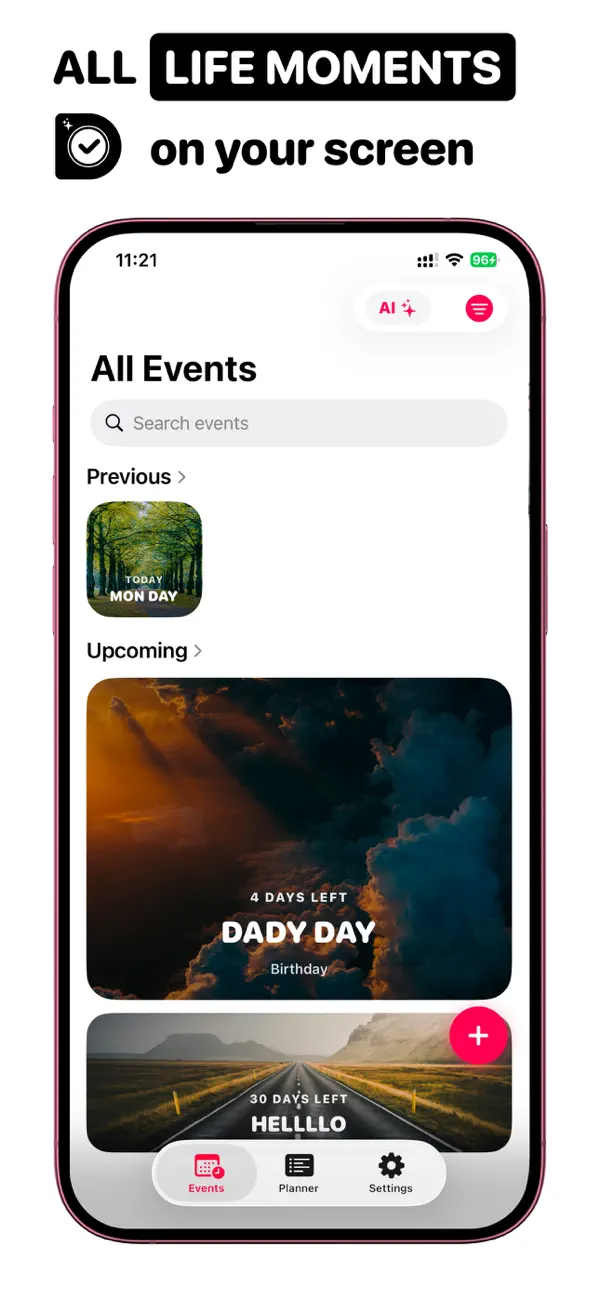 ALL LIFE MOMENTS
on your screen
11:21
96
AI
All Events
Search events
Previous
TODAY
MON DAY
Upcoming
4 DAYS LEFT
DADY DAY
Birthday
30 DAYS LEFT
HELLLLO
Events
Planner
Settings